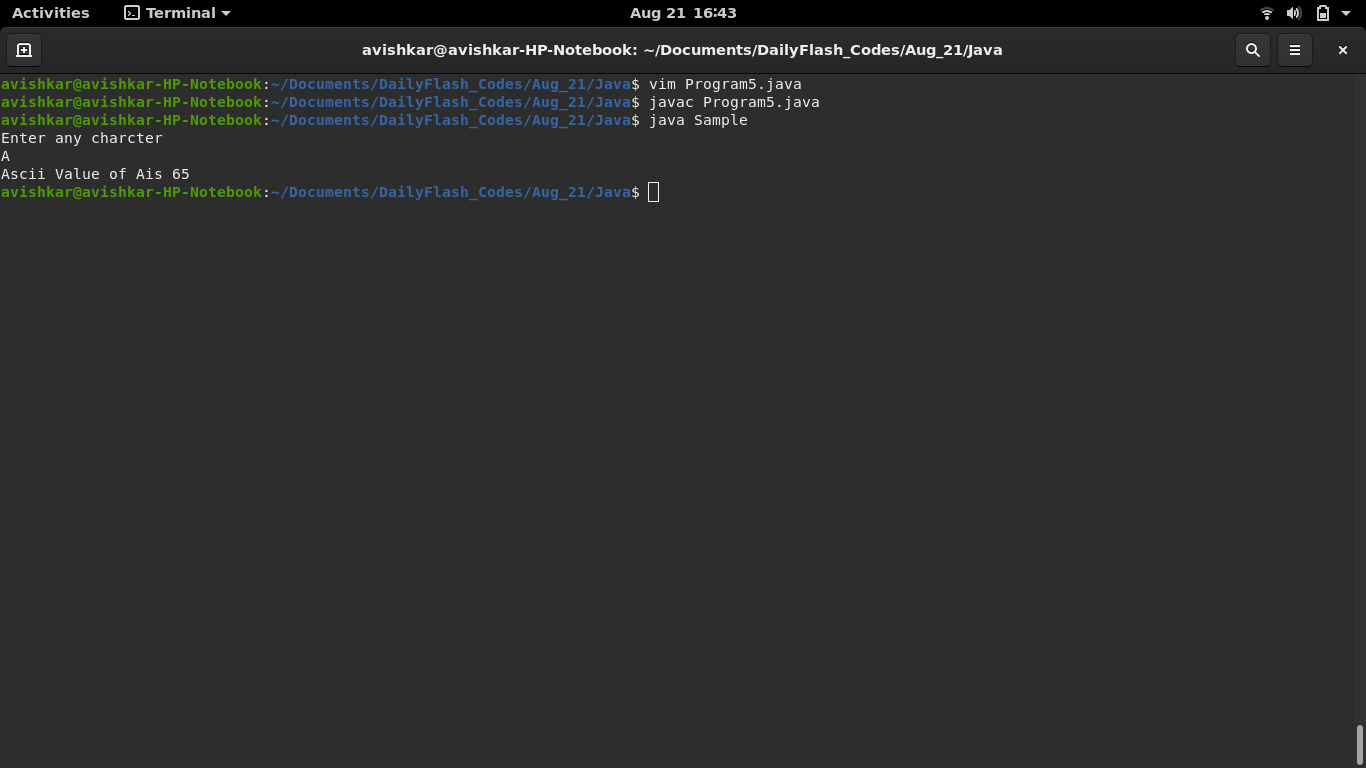 Activities Terminal Aug 21 16:43
avishkar@avishkar-HP-Notebook: ~/Documents/DailyFlash_Codes/Aug_21/Java
avishkar@avishkar-HP-Notebook:~/Documents/DailyFlash_Codes/Aug_21/Java$ vim Program5.java
avishkar@avishkar-HP-Notebook:~/Documents/DailyFlash_Codes/Aug_21/Java$ javac Program5.java
avishkar@avishkar-HP-Notebook:~/Documents/DailyFlash_Codes/Aug_21/Java$ java Sample
Enter any charcter
A
Ascii Value of Ais 65
avishkar@avishkar-HP-Notebook:~/Documents/DailyFlash_Codes/Aug_21/Java$